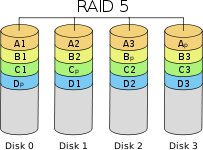 RAID 5
A1 A2 A3 Ap
B1 B2 Bp B3
C1 Cp C2 C3
Dp D1 D2 D3
Disk 0 Disk 1 Disk 2 Disk 3